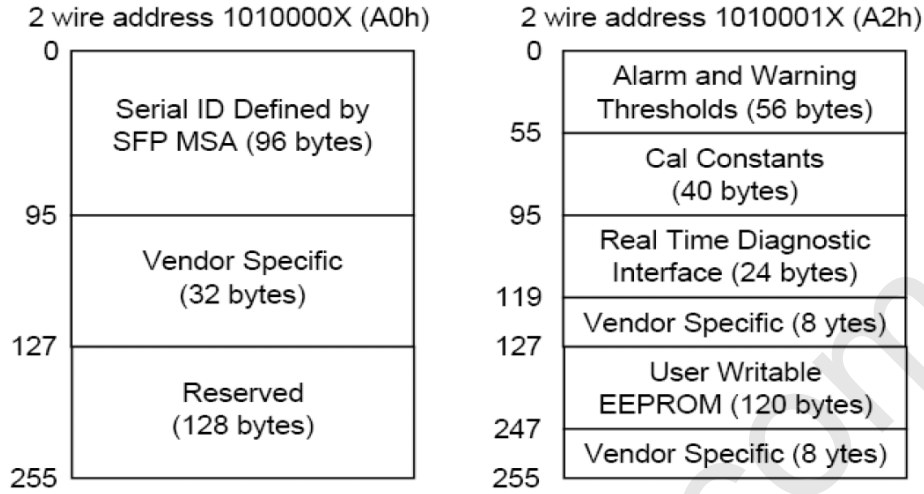 2 wire address 1010000X (A0h)
0
Serial ID Defined by
SFP MSA (96 bytes)
95
Vendor Specific
(32 bytes)
127
Reserved
(128 bytes)
255
2 wire address 1010001X (A2h)
0
Alarm and Warning
Thresholds (56 bytes)
55
Cal Constants
(40 bytes)
95
Real Time Diagnostic
Interface (24 bytes)
119
Vendor Specific (8 ytes)
127
User Writable
EEPROM (120 bytes)
247
Vendor Specific (8 ytes)
255
com